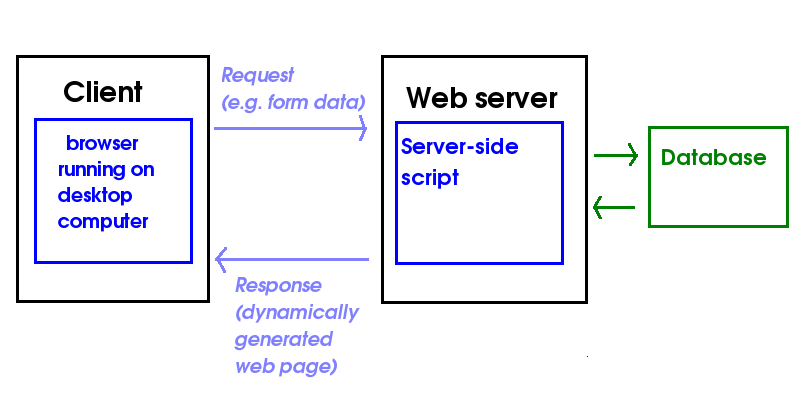 Client
browser
running on
desktop
computer
Request
(e.g. form data)
Response
(dynamically
generated
web page)
Web server
Server-side
script
Database